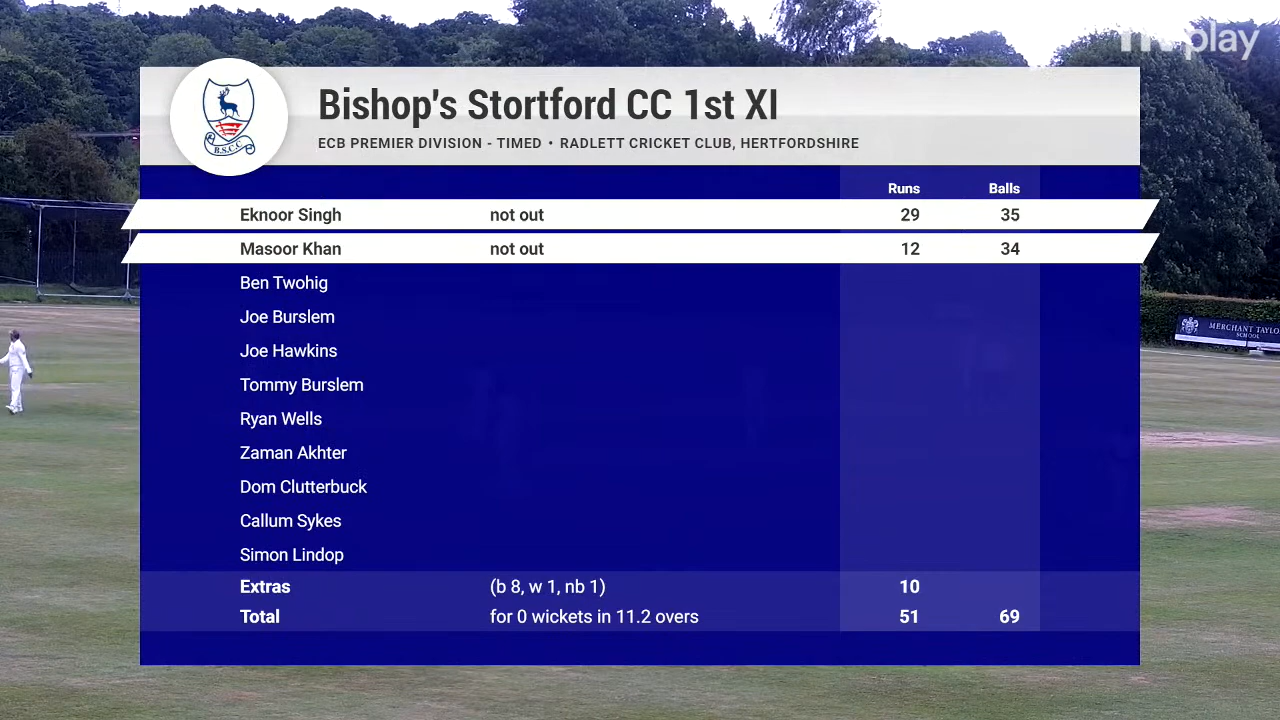 play
Bishop's Stortford CC 1st XI
ECB PREMIER DIVISION - TIMED • RADLETT CRICKET CLUB, HERTFORDSHIRE
B.S.C.C.
Runs Balls
Eknoor Singh not out 29 35
Masoor Khan not out 12 34
Ben Twohig
Joe Burslem
Joe Hawkins
Tommy Burslem
Ryan Wells
Zaman Akhter
Dom Clutterbuck
Callum Sykes
Simon Lindop
Extras (b 8, w 1, nb 1) 10
Total for 0 wickets in 11.2 overs 51 69
MERCHANT TAYLO
SCHOOL